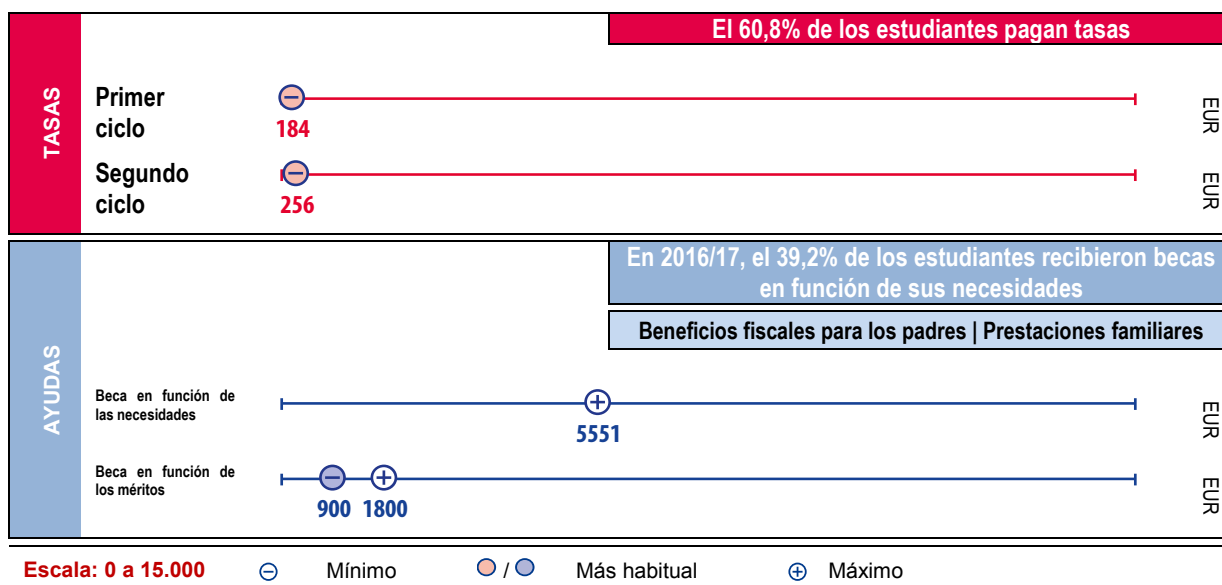 El 60,8% de los estudiantes pagan tasas
TASAS
Primer
ciclo
184
EUR
Segundo
ciclo
256
EUR
En 2016/17, el 39,2% de los estudiantes recibieron becas
en función de sus necesidades
Beneficios fiscales para los padres | Prestaciones familiares
AYUDAS
Beca en función de
las necesidades
5551
EUR
Beca en función de
los méritos
900 1800
EUR
Escala: 0 a 15.000 Mínimo / Más habitual Máximo